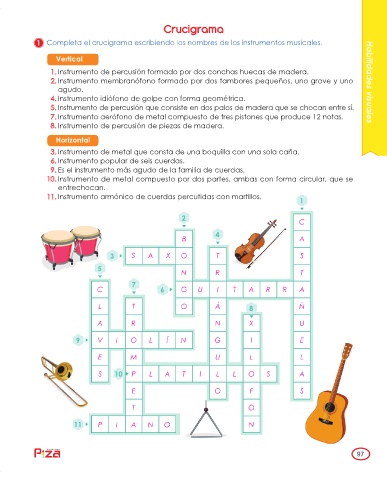 Crucigrama
1 Completa el crucigrama escribiendo los nombres de los instrumentos musicales.
Vertical
1. Instrumento de percusión formado por dos conchas huecas de madera.
2. Instrumento membranófono formado por dos tambores pequeños, uno grave y uno
agudo.
4. Instrumento idiófono de golpe con forma geométrica.
5. Instrumento de percusión que consiste en dos palos de madera que se chocan entre sí.
7. Instrumento aerófono de metal compuesto de tres pistones que produce 12 notas.
8. Instrumento de percusión de piezas de madera.
Horizontal
3. Instrumento de metal que consta de una boquilla con una sola caña.
6. Instrumento popular de seis cuerdas.
9. Es el instrumento más agudo de la familia de cuerdas.
10. Instrumento de metal compuesto por dos partes, ambas con forma circular, que se
entrechocan.
11. Instrumento armónico de cuerdas percutidas con martillos.
Habilidades visuales
1
2 C
B 4 A
3 S A X O T S
5 N R T
C 7 6 G U I T A R R A
L T O Á 8 Ñ
A R N X U
9 V I O L Í N G I E
E M U L L
S 10 P L A T I L L O S A
E O F S
T O
11 P I A N O N
Piza
97